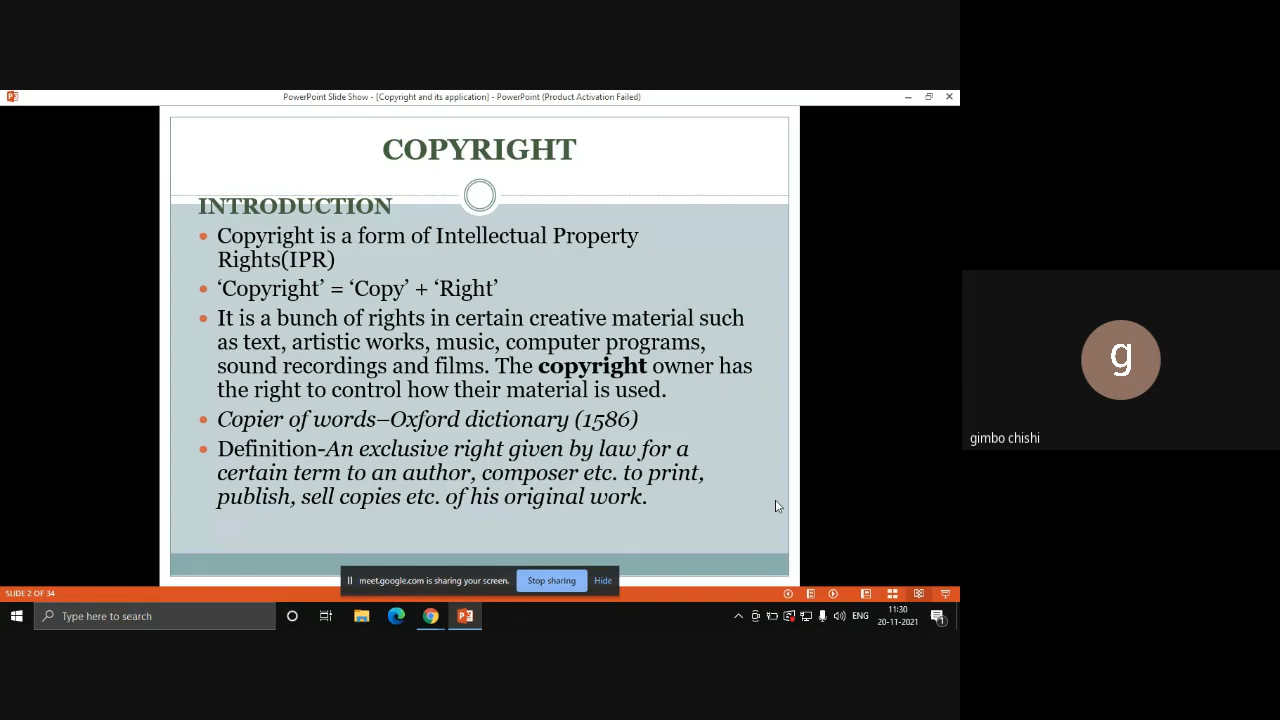 PowerPoint Slide Show - [Copyright and its application] - PowerPoint (Product Activation Failed)
COPYRIGHT
INTRODUCTION
Copyright is a form of Intellectual Property
Rights(IPR)
‘Copyright’ = ‘Copy’ + ‘Right’
It is a bunch of rights in certain creative material such
as text, artistic works, music, computer programs,
sound recordings and films. The copyright owner has
the right to control how their material is used.
Copier of words–Oxford dictionary (1586)
Definition-An exclusive right given by law for a
certain term to an author, composer etc. to print,
publish, sell copies etc. of his original work.
meet.google.com is sharing your screen.
Stop sharing
Hide
SLIDE 2 OF 34
Type here to search
ENG
11:30
20-11-2021
1
g
gimbo chishi